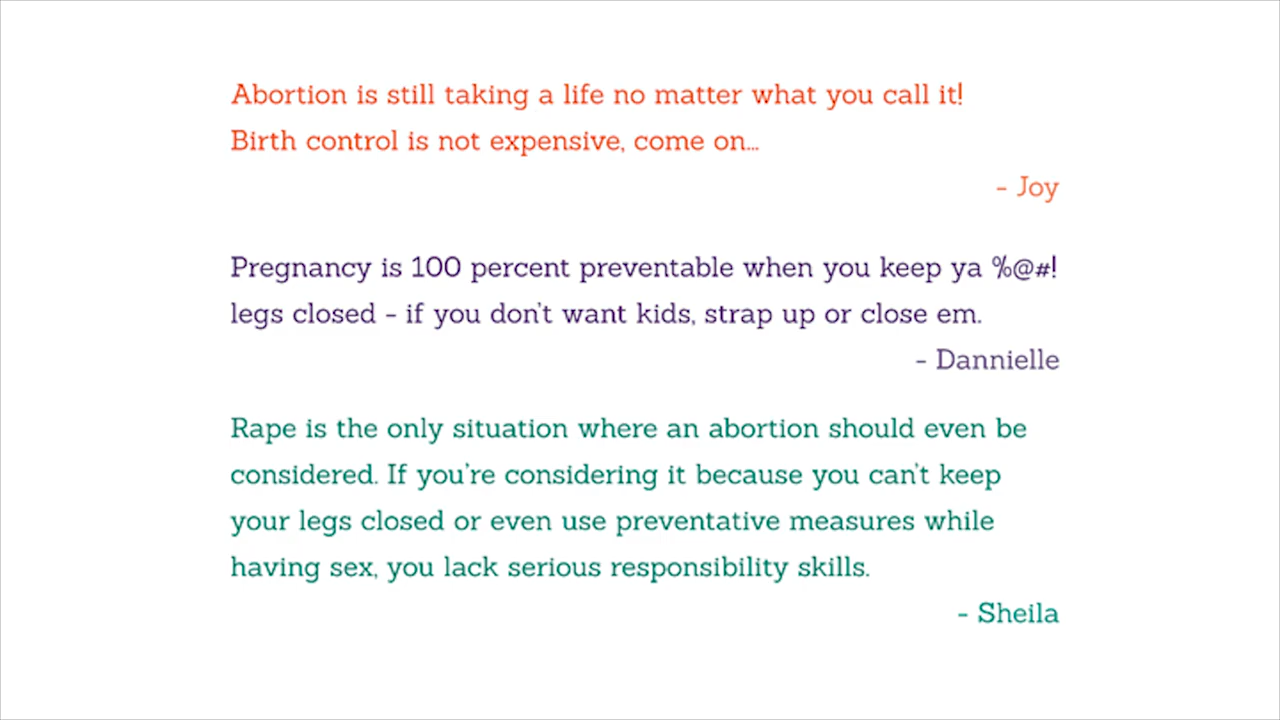 Abortion is still taking a life no matter what you call it!
Birth control is not expensive, come on...
- Joy
Pregnancy is 100 percent preventable when you keep ya %@#!
legs closed - if you don't want kids, strap up or close em.
- Dannielle
Rape is the only situation where an abortion should even be
considered. If you're considering it because you can't keep
your legs closed or even use preventative measures while
having sex, you lack serious responsibility skills.
- Sheila